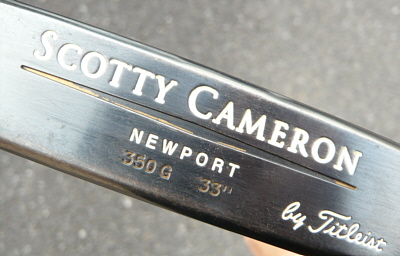 SCOTTY CAMERON
NEWPORT
350G 33"
by Titleist